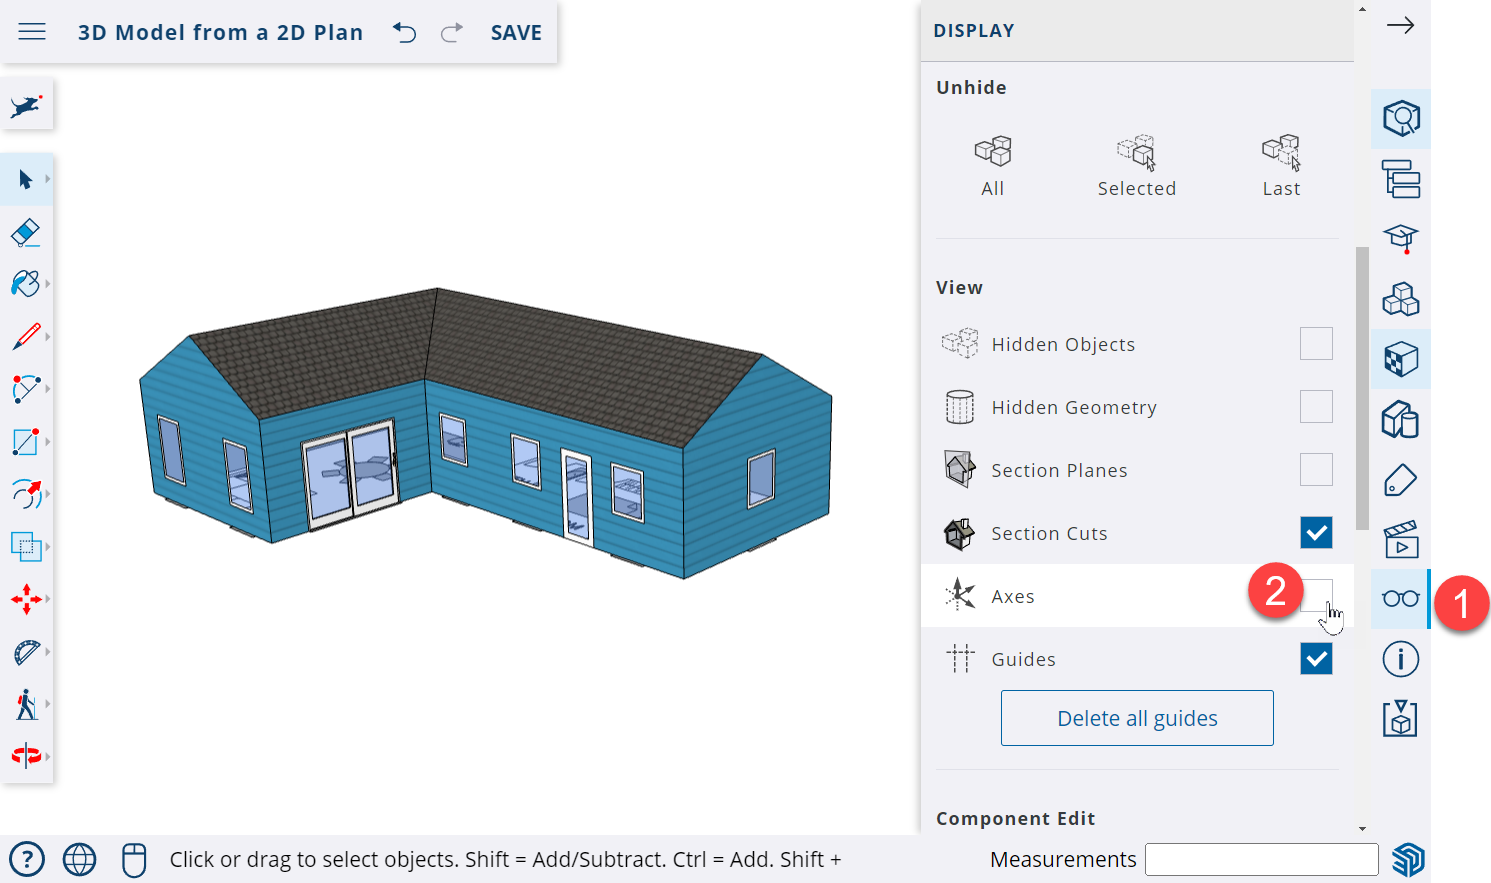 3D Model from a 2D Plan
SAVE
DISPLAY
Unhide
All
Selected
Last
View
Hidden Objects
Hidden Geometry
Section Planes
Section Cuts
Axes
2
1
Guides
Delete all guides
Component Edit
?
Click or drag to select objects. Shift = Add/Subtract. Ctrl = Add. Shift +
Measurements